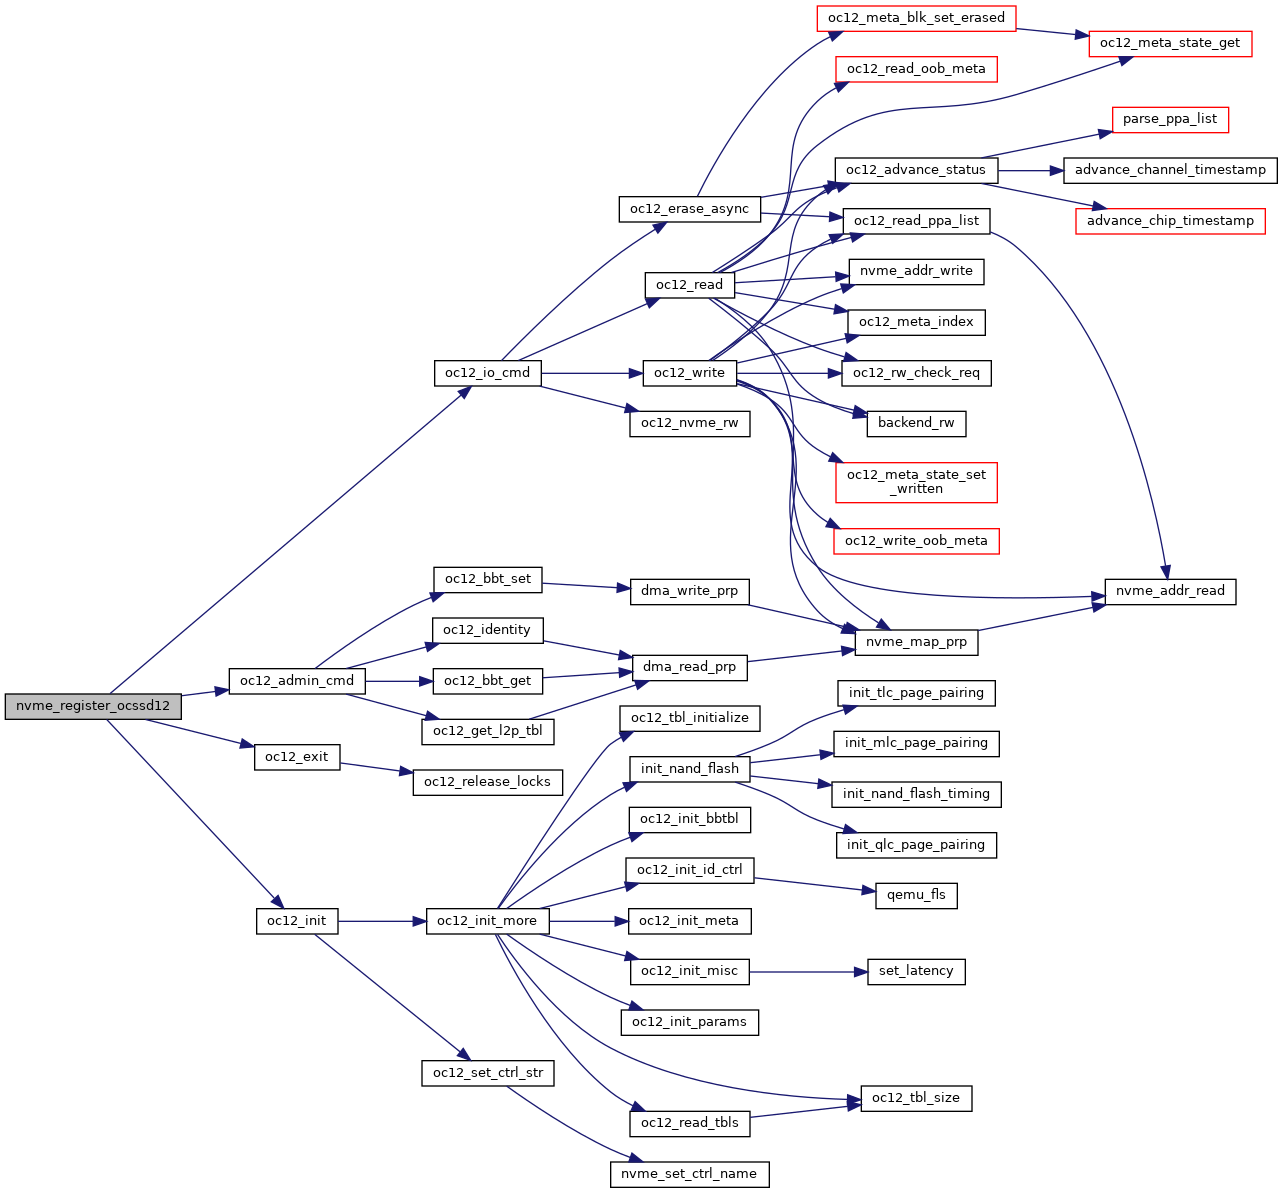 oc12_meta_blk_set_erased
oc12_meta_state_get
oc12_read_oob_meta
parse_ppa_list
oc12_advance_status
advance_channel_timestamp
oc12_erase_async
oc12_read_ppa_list
advance_chip_timestamp
nvme_addr_write
oc12_read
oc12_meta_index
oc12_io_cmd
oc12_write
oc12_rw_check_req
oc12_nvme_rw
backend_rw
oc12_meta_state_set
_written
oc12_write_oob_meta
oc12_bbt_set
dma_write_prp
nvme_addr_read
oc12_identity
nvme_map_prp
dma_read_prp
oc12_admin_cmd
oc12_bbt_get
init_tlc_page_pairing
nvme_register_ocssd12
oc12_get_l2p_tbl
oc12_tbl_initialize
init_mlc_page_pairing
oc12_exit
init_nand_flash
oc12_release_locks
init_nand_flash_timing
oc12_init_bbtbl
init_qlc_page_pairing
oc12_init_id_ctrl
qemu_fls
oc12_init
oc12_init_more
oc12_init_meta
oc12_init_misc
set_latency
oc12_init_params
oc12_set_ctrl_str
oc12_tbl_size
oc12_read_tbls
nvme_set_ctrl_name